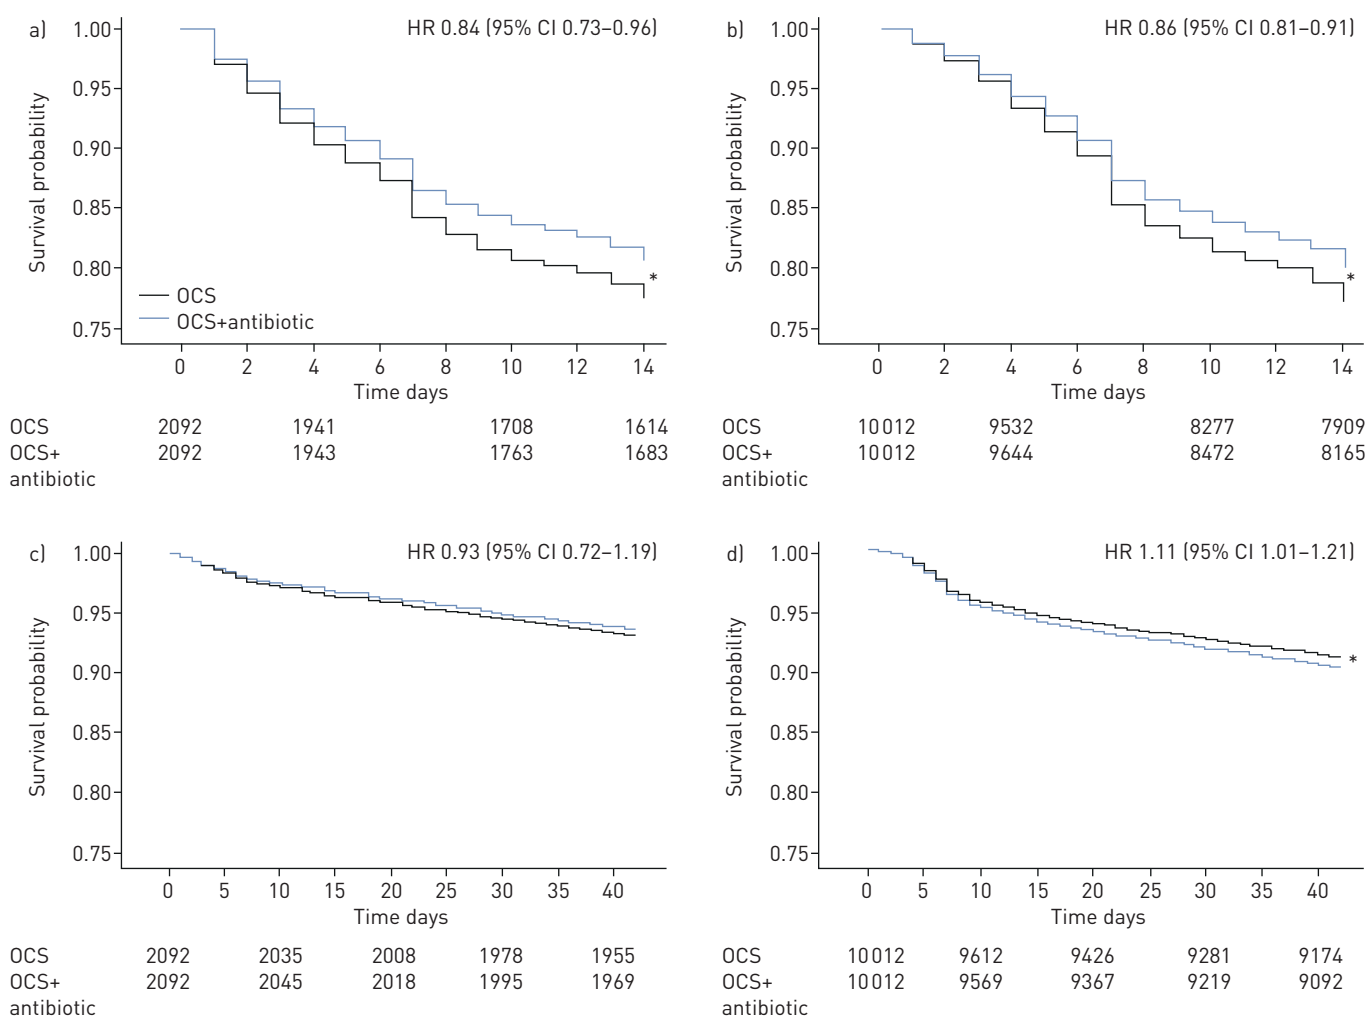 a) HR 0.84 (95% CI 0.73–0.96)
1.00
0.95
0.90
0.85
0.80
0.75
Survival probability
*
OCS
OCS+antibiotic
0 2 4 6 8 10 12 14
Time days
OCS 2092 1941 1708 1614
OCS+ 2092 1943 1763 1683
antibiotic
b) HR 0.86 (95% CI 0.81–0.91)
1.00
0.95
0.90
0.85
0.80
0.75
Survival probability
*
0 2 4 6 8 10 12 14
Time days
OCS 10012 9532 8277 7909
OCS+ 10012 9644 8472 8165
antibiotic
c) HR 0.93 (95% CI 0.72–1.19)
1.00
0.95
0.90
0.85
0.80
0.75
Survival probability
0 5 10 15 20 25 30 35 40
Time days
OCS 2092 2035 2008 1978 1955
OCS+ 2092 2045 2018 1995 1969
antibiotic
d) HR 1.11 (95% CI 1.01–1.21)
1.00
0.95
0.90
0.85
0.80
0.75
Survival probability
*
0 5 10 15 20 25 30 35 40
Time days
OCS 10012 9612 9426 9281 9174
OCS+ 10012 9569 9367 9219 9092
antibiotic